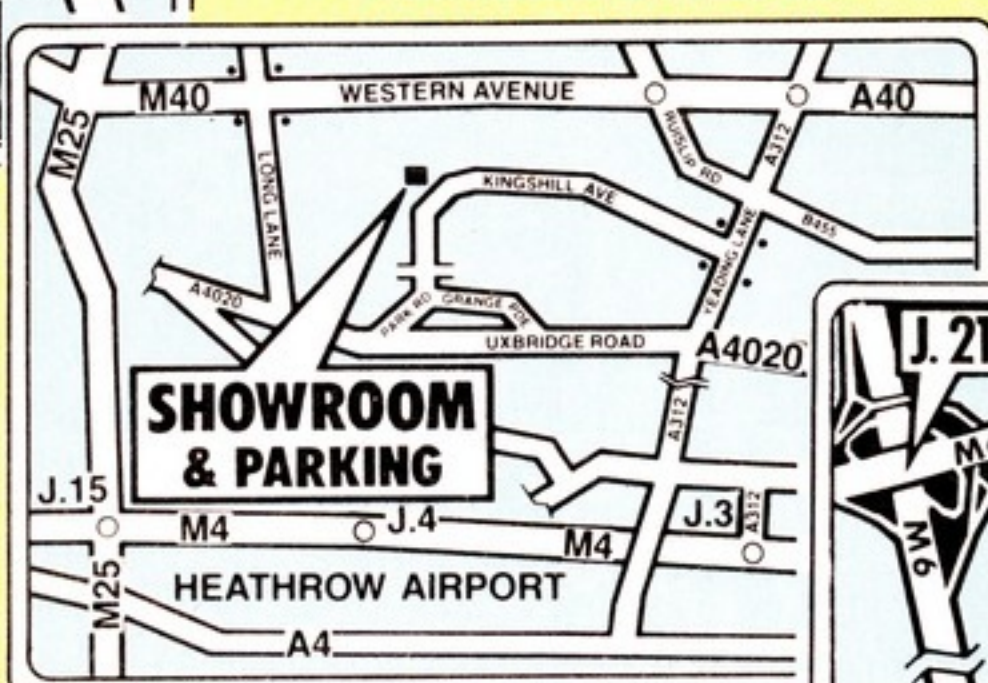 M40
WESTERN AVENUE
A40
M25
LONG LANE
RUISLIP RD
A312
KINGSHILL AVE
B455
YEADING LANE
A4020
PARK RD
GRANGE PDE
UXBRIDGE ROAD
A4020
SHOWROOM
& PARKING
A312
J.21
M6
J.15
M4
J.4
M4
J.3
A312
M25
HEATHROW AIRPORT
A4